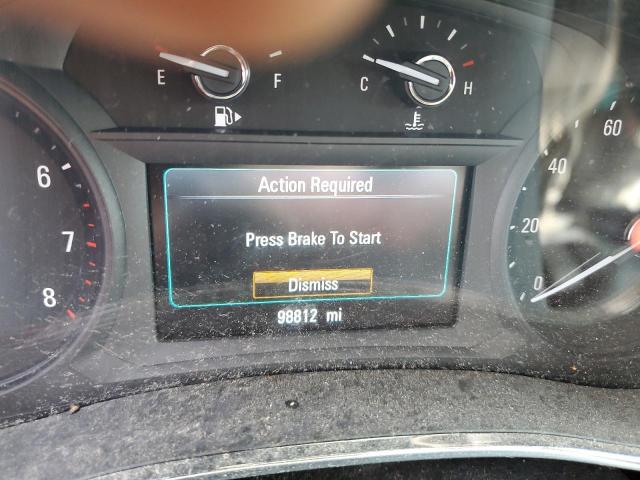 E F
C H
6
7
8
Action Required
Press Brake To Start
Dismiss
98812 mi
0
20
40
60